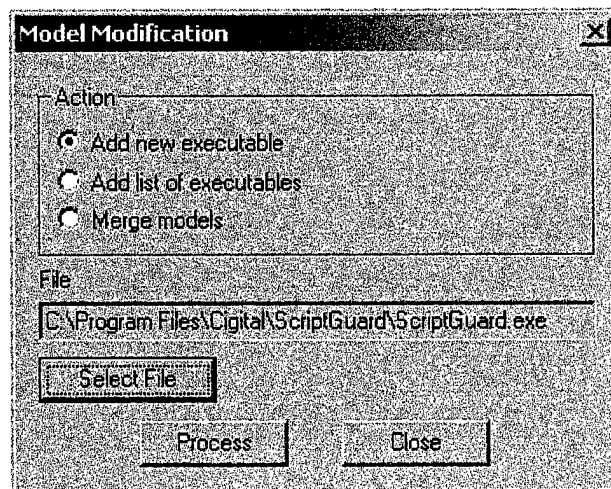 Model Modification
Action
Add new executable
Add list of executables
Merge models
File
C:\Program Files\Cigital\ScriptGuard\ScriptGuard.exe
Select File
Process
Close